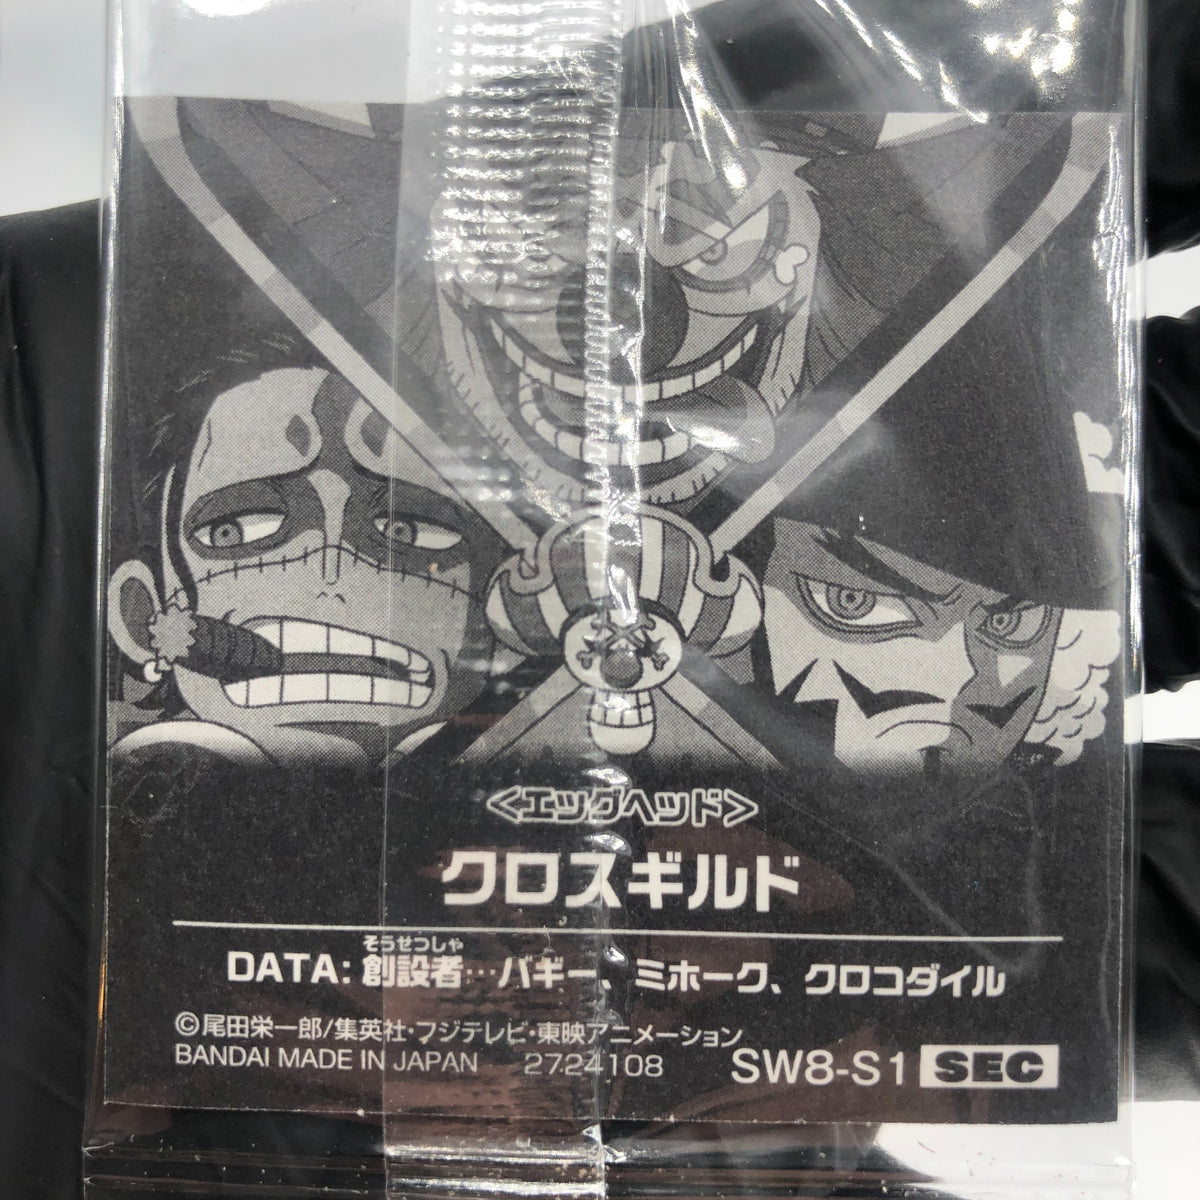 <エッグヘッド>
クロスギルド
そうせつしゃ
DATA: 創設者…バギー、ミホーク、クロコダイル
©尾田栄一郎/集英社・フジテレビ・東映アニメーション
BANDAI MADE IN JAPAN 2724108 SW8-S1 SEC